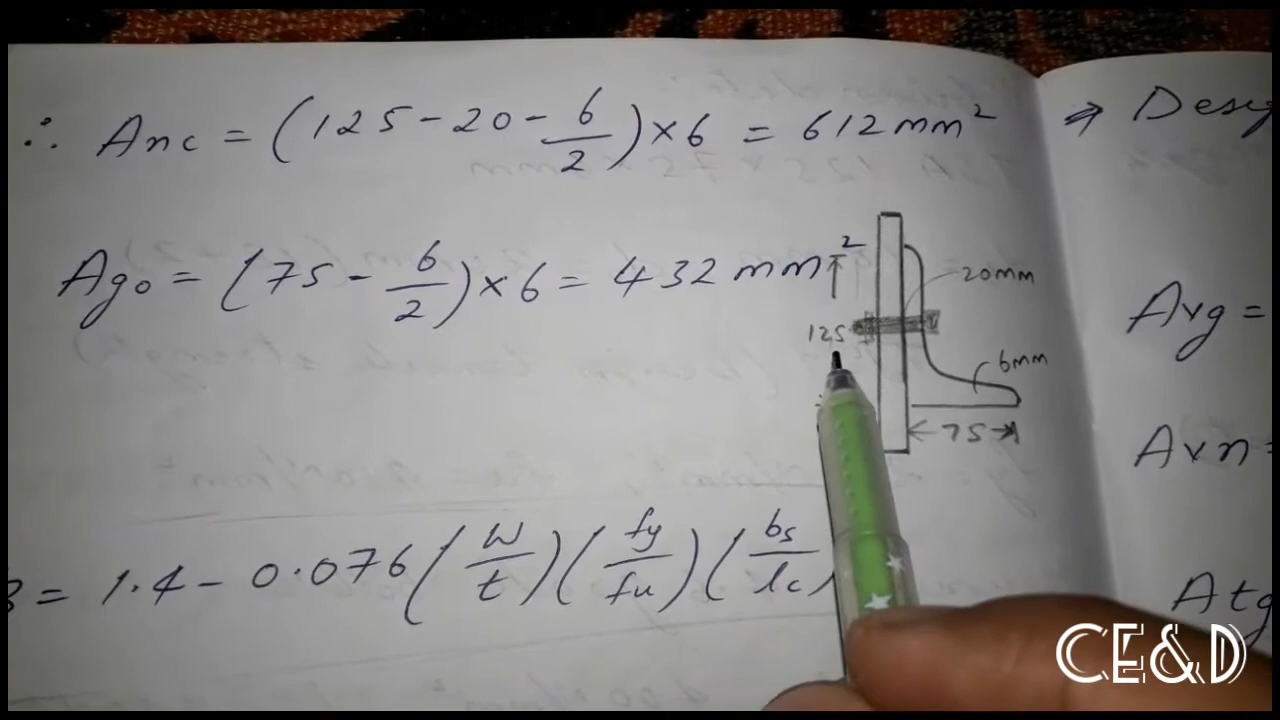 ∴ Anc = (125 - 20 - 6/2) × 6 = 612 mm²
Ago = (75 - 6/2) × 6 = 432 mm²
20mm
125
6mm
75
= 1.4 - 0.076 (w/t) (fy/fu) (bs/lc)
⇒ Desig
Avg =
Avn =
Atg
CE&D